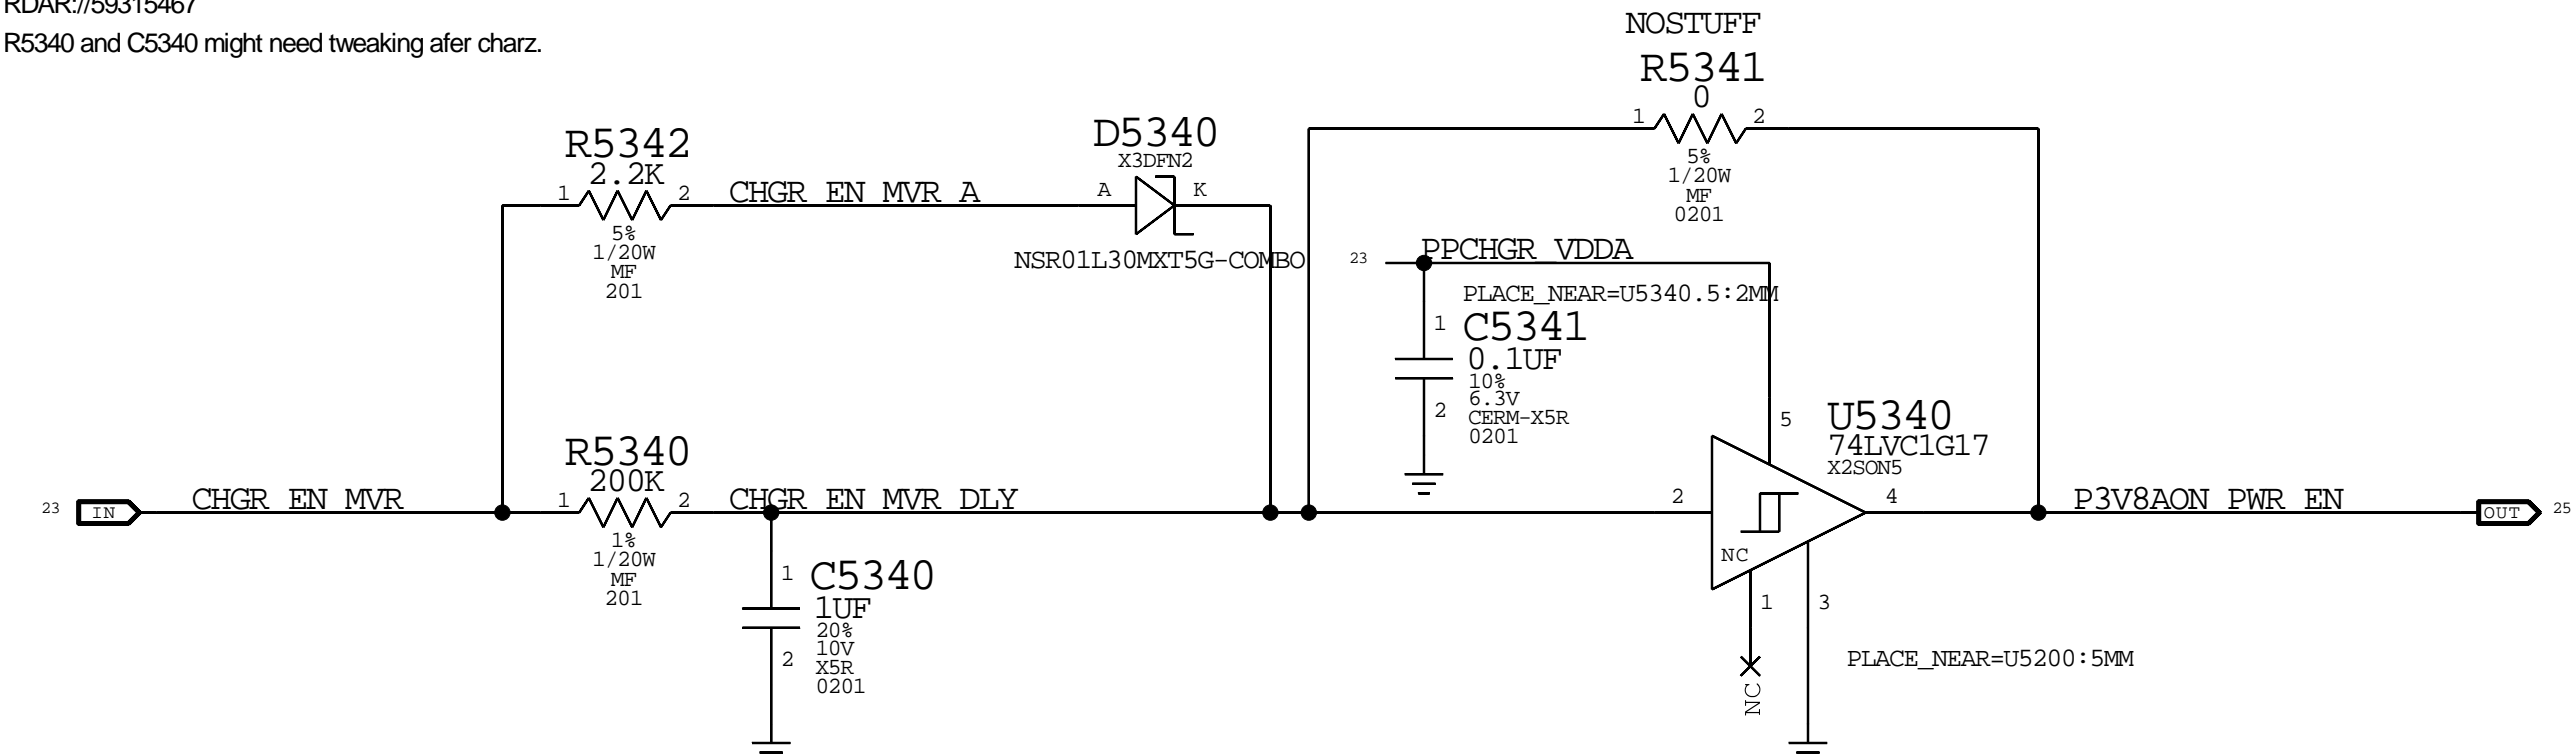 RDAR://59315467
R5340 and C5340 might need tweaking afer charz.
NOSTUFF
R5341
0
1 2
5%
1/20W
MF
0201
R5342
2.2K
1 2
5%
1/20W
MF
201
CHGR_EN_MVR_A
D5340
X3DFN2
A K
NSR01L30MXT5G-COMBO
23 PPCHGR_VDDA
PLACE_NEAR=U5340.5:2MM
1
C5341
0.1UF
10%
6.3V
CERM-X5R
0201
2
5
U5340
74LVC1G17
X2SON5
23 IN CHGR_EN_MVR
R5340
200K
1 2
1%
1/20W
MF
201
CHGR_EN_MVR_DLY
2
4
P3V8AON_PWR_EN
OUT 25
NC
1
3
NC
1
C5340
1UF
20%
10V
X5R
0201
2
PLACE_NEAR=U5200:5MM